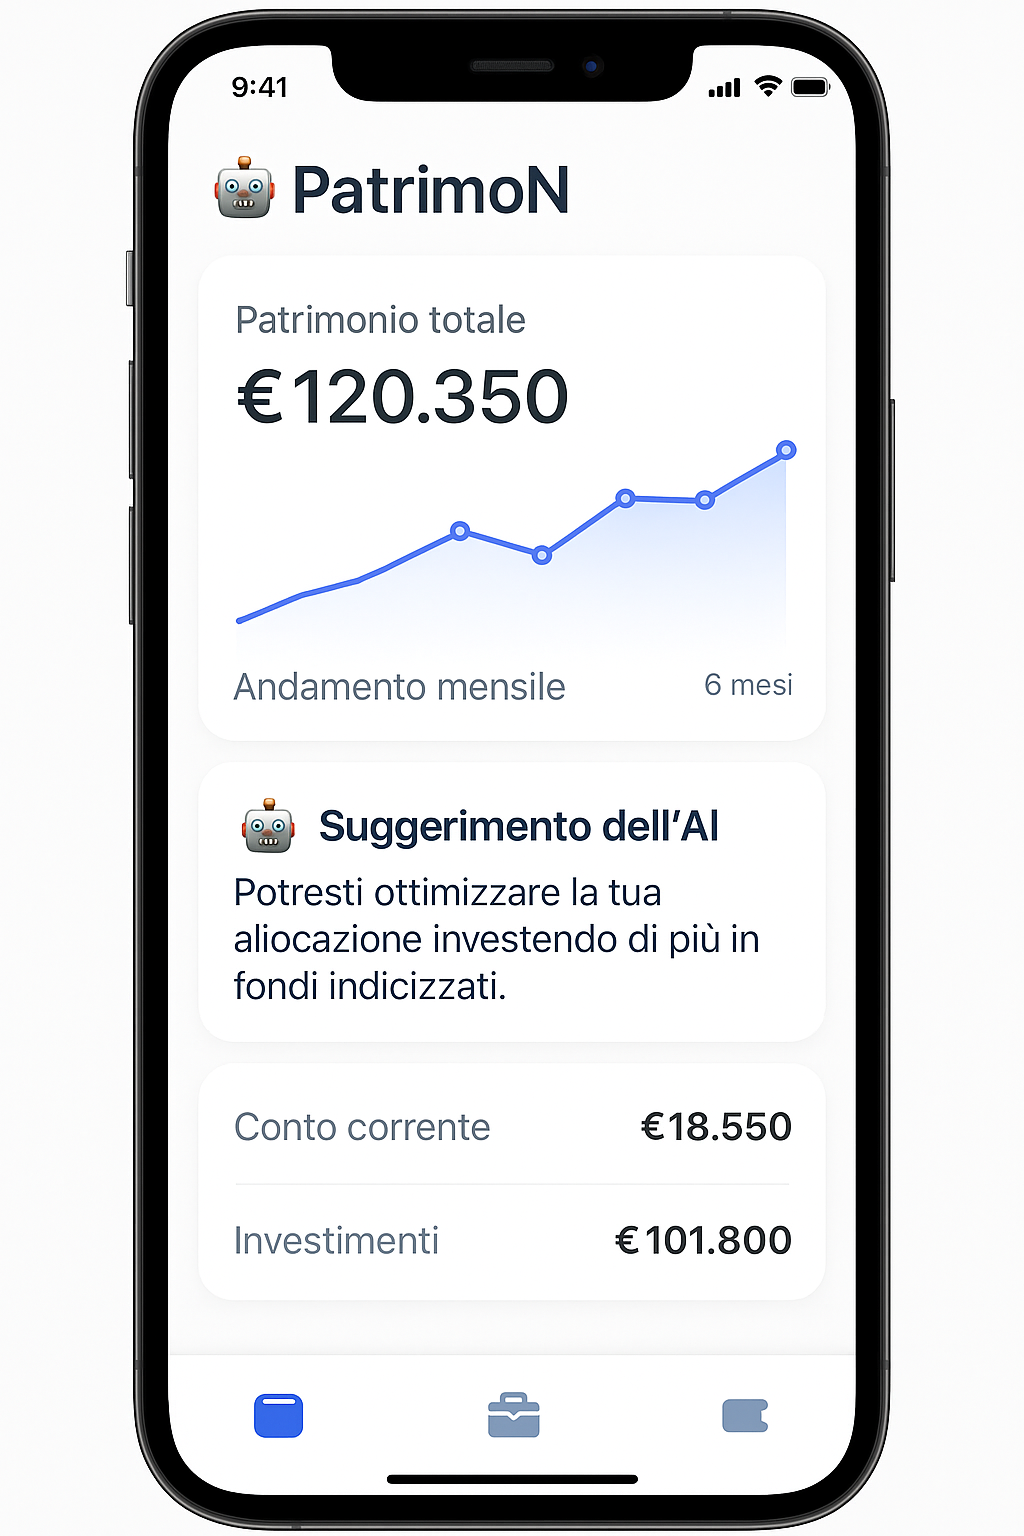 9:41
PatrimoN
Patrimonio totale
€120.350
Andamento mensile
6 mesi
Suggerimento dell'AI
Potresti ottimizzare la tua
aliocazione investendo di più in
fondi indicizzati.
Conto corrente
€18.550
Investimenti
€101.800